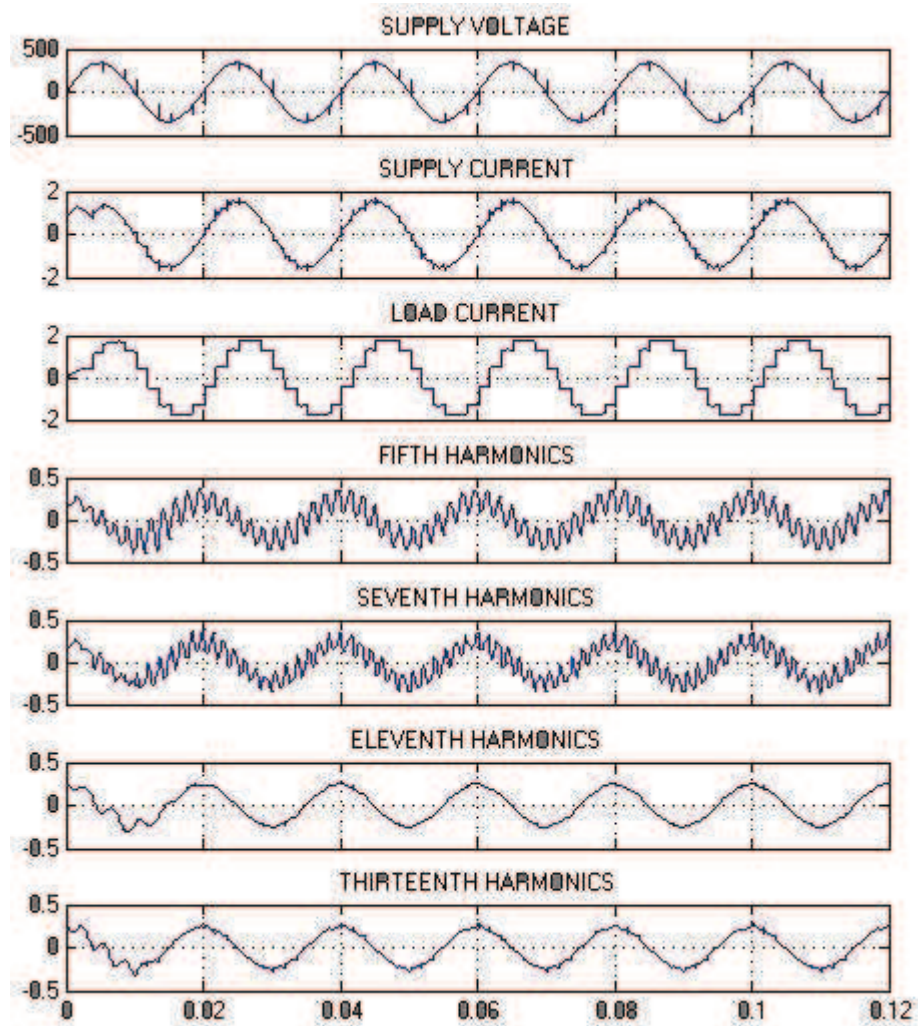 SUPPLY VOLTAGE
500
0
-500
SUPPLY CURRENT
2
0
-2
LOAD CURRENT
2
0
-2
FIFTH HARMONICS
0.5
0
-0.5
SEVENTH HARMONICS
0.5
0
-0.5
ELEVENTH HARMONICS
0.5
0
-0.5
THIRTEENTH HARMONICS
0.5
0
-0.5
0 0.02 0.04 0.06 0.08 0.1 0.12